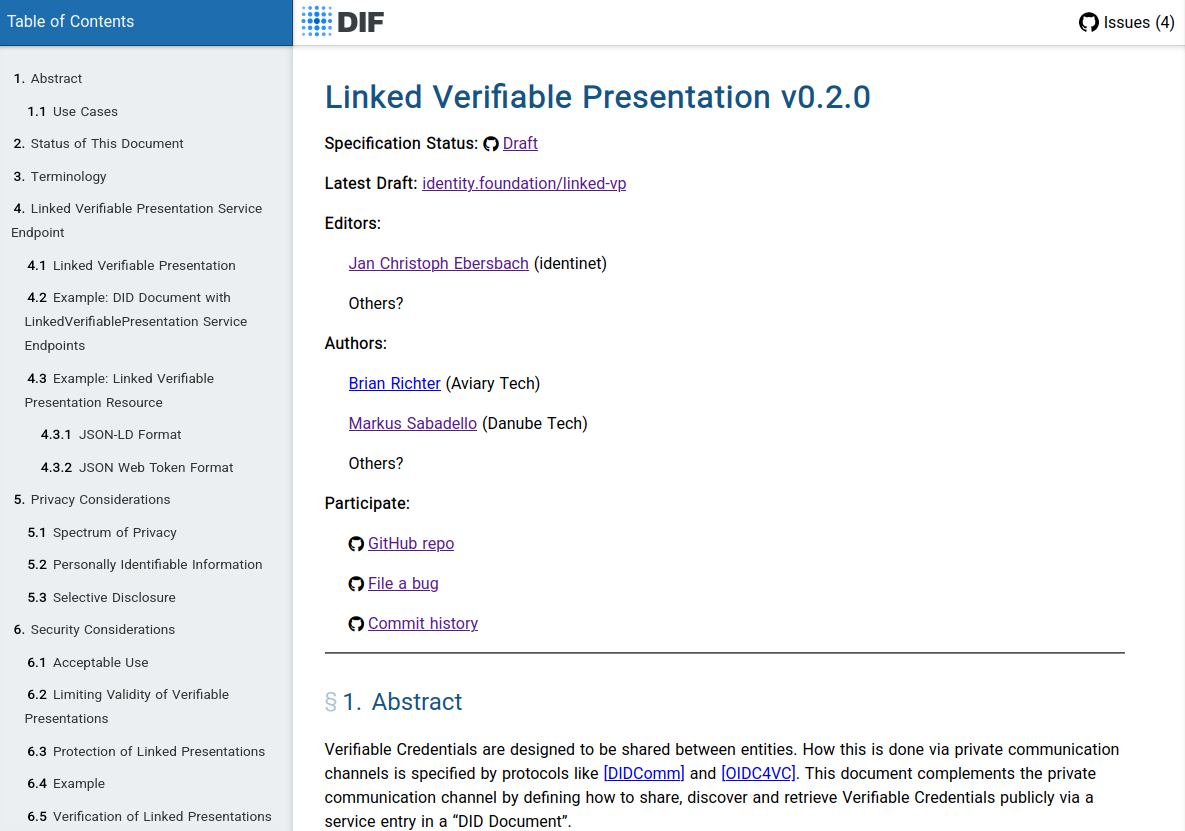 Table of Contents
1. Abstract
1.1 Use Cases
2. Status of This Document
3. Terminology
4. Linked Verifiable Presentation Service
Endpoint
4.1 Linked Verifiable Presentation
4.2 Example: DID Document with
LinkedVerifiablePresentation Service
Endpoints
4.3 Example: Linked Verifiable
Presentation Resource
4.3.1 JSON-LD Format
4.3.2 JSON Web Token Format
5. Privacy Considerations
5.1 Spectrum of Privacy
5.2 Personally Identifiable Information
5.3 Selective Disclosure
6. Security Considerations
6.1 Acceptable Use
6.2 Limiting Validity of Verifiable
Presentations
6.3 Protection of Linked Presentations
6.4 Example
6.5 Verification of Linked Presentations
DIF
Issues (4)
Linked Verifiable Presentation v0.2.0
Specification Status: Draft
Latest Draft: identity.foundation/linked-vp
Editors:
Jan Christoph Ebersbach (identinet)
Others?
Authors:
Brian Richter (Aviary Tech)
Markus Sabadello (Danube Tech)
Others?
Participate:
GitHub repo
File a bug
Commit history
§ 1. Abstract
Verifiable Credentials are designed to be shared between entities. How this is done via private communication
channels is specified by protocols like [DIDComm] and [OIDC4VC]. This document complements the private
communication channel by defining how to share, discover and retrieve Verifiable Credentials publicly via a
service entry in a “DID Document”.